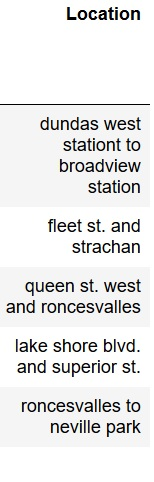 Location
dundas west
stationt to
broadview
station
fleet st. and
strachan
queen st. west
and roncesvalles
lake shore blvd.
and superior st.
roncesvalles to
neville park